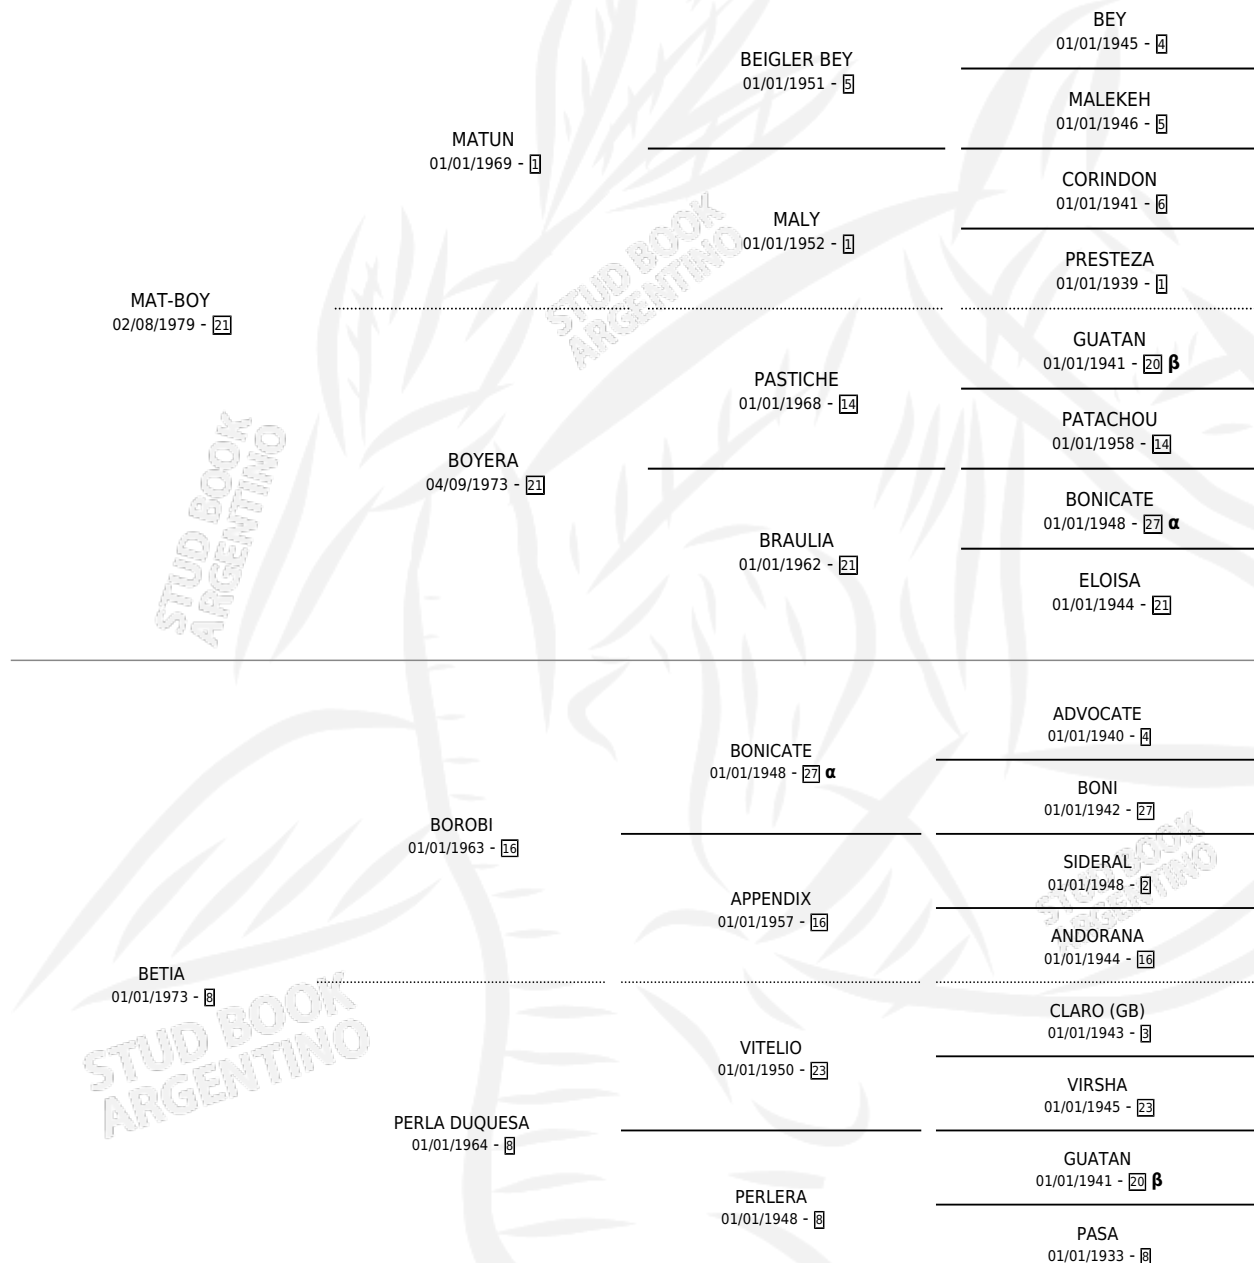 BEY
01/01/1945 - 4
BEIGLER BEY
01/01/1951 - 5
MALEKEH
01/01/1946 - 5
MATUN
01/01/1969 - 1
CORINDON
01/01/1941 - 6
MALY
01/01/1952 - 1
PRESTEZA
01/01/1939 - 1
STUD BOOK
ARGENTINO
MAT-BOY
02/08/1979 - 21
GUATAN
01/01/1941 - 20 β
PASTICHE
01/01/1968 - 14
PATACHOU
01/01/1958 - 14
BOYERA
04/09/1973 - 21
BONICATE
01/01/1948 - 27 α
BRAULIA
01/01/1962 - 21
ELOISA
01/01/1944 - 21
STUD BOOK
ARGENTINO
ADVOCATE
01/01/1940 - 4
BONICATE
01/01/1948 - 27 α
BONI
01/01/1942 - 27
BOROBI
01/01/1963 - 16
SIDERAL
01/01/1948 - 2
APPENDIX
01/01/1957 - 16
ANDORANA
01/01/1944 - 16
STUD BOOK
ARGENTINO
BETIA
01/01/1973 - 8
CLARO (GB)
01/01/1943 - 3
VITELIO
01/01/1950 - 23
VIRSHA
01/01/1945 - 23
STUD BOOK
ARGENTINO
PERLA DUQUESA
01/01/1964 - 8
GUATAN
01/01/1941 - 20 β
PERLERA
01/01/1948 - 8
PASA
01/01/1933 - 8